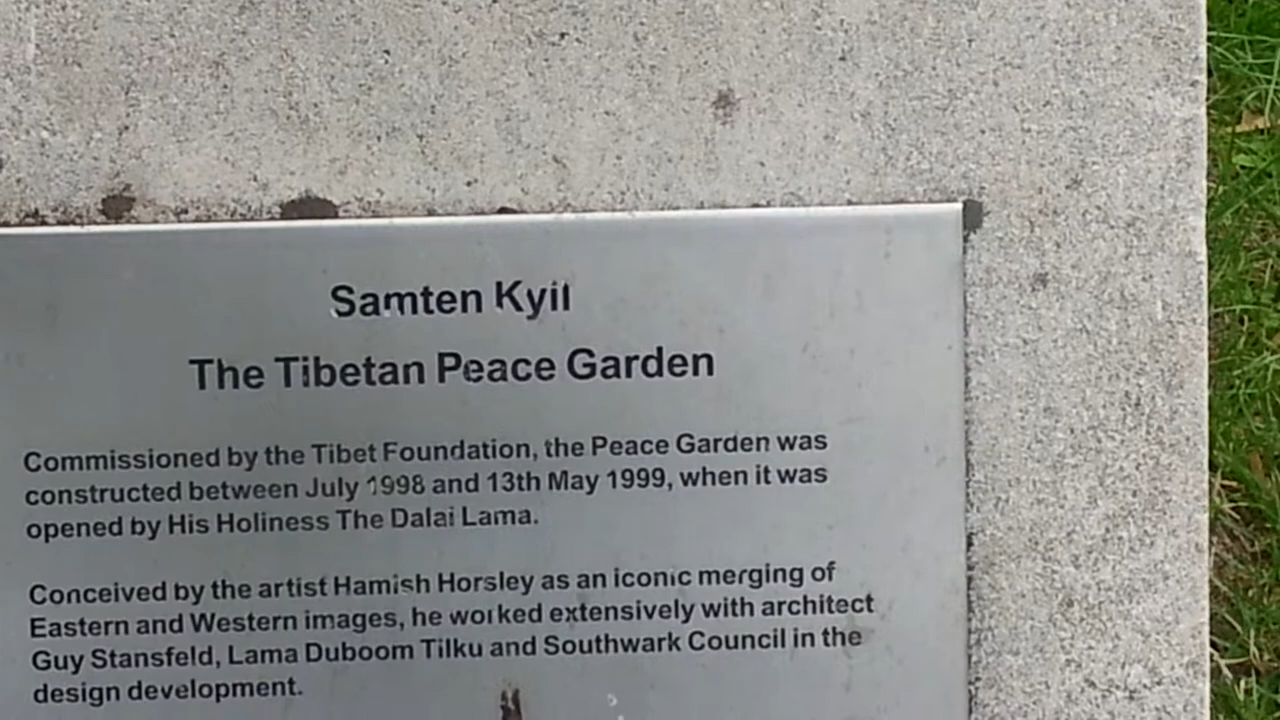 Samten Kyil
The Tibetan Peace Garden
Commissioned by the Tibet Foundation, the Peace Garden was
constructed between July 1998 and 13th May 1999, when it was
opened by His Holiness The Dalai Lama.
Conceived by the artist Hamish Horsley as an iconic merging of
Eastern and Western images, he worked extensively with architect
Guy Stansfeld, Lama Duboom Tilku and Southwark Council in the
design development.